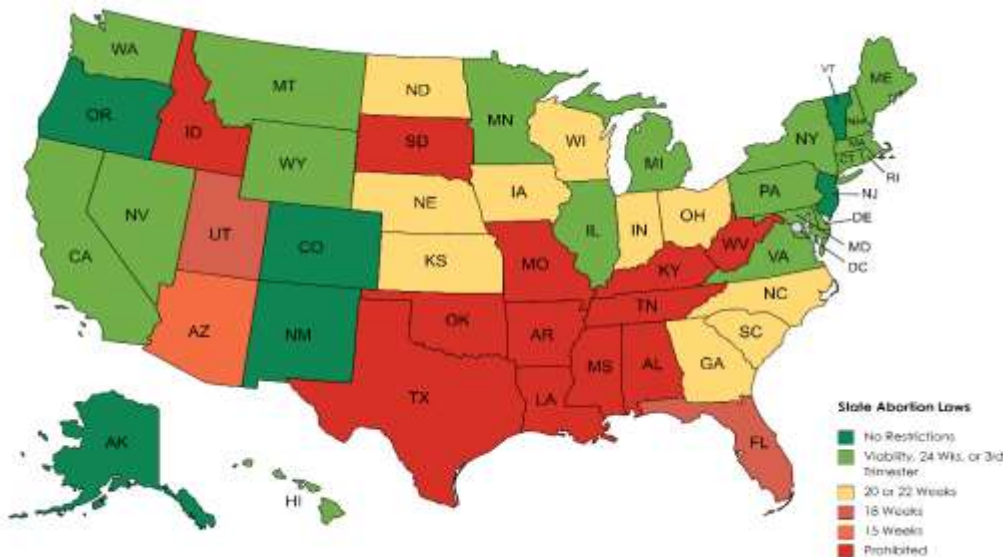 WA
MT
ND
MN
VT
ME
OR
ID
SD
WI
MI
NY
NH
MA
CT
RI
WY
IA
PA
NJ
NV
NE
IL
IN
OH
DE
UT
CO
WV
MD
CA
KS
MO
KY
VA
DC
AZ
NM
OK
AR
TN
NC
SC
TX
LA
MS
AL
GA
FL
AK
HI
State Abortion Laws
No Restrictions
Viability, 24 Wks, or 3rd
Trimester
20 or 22 Weeks
18 Weeks
15 Weeks
Prohibited